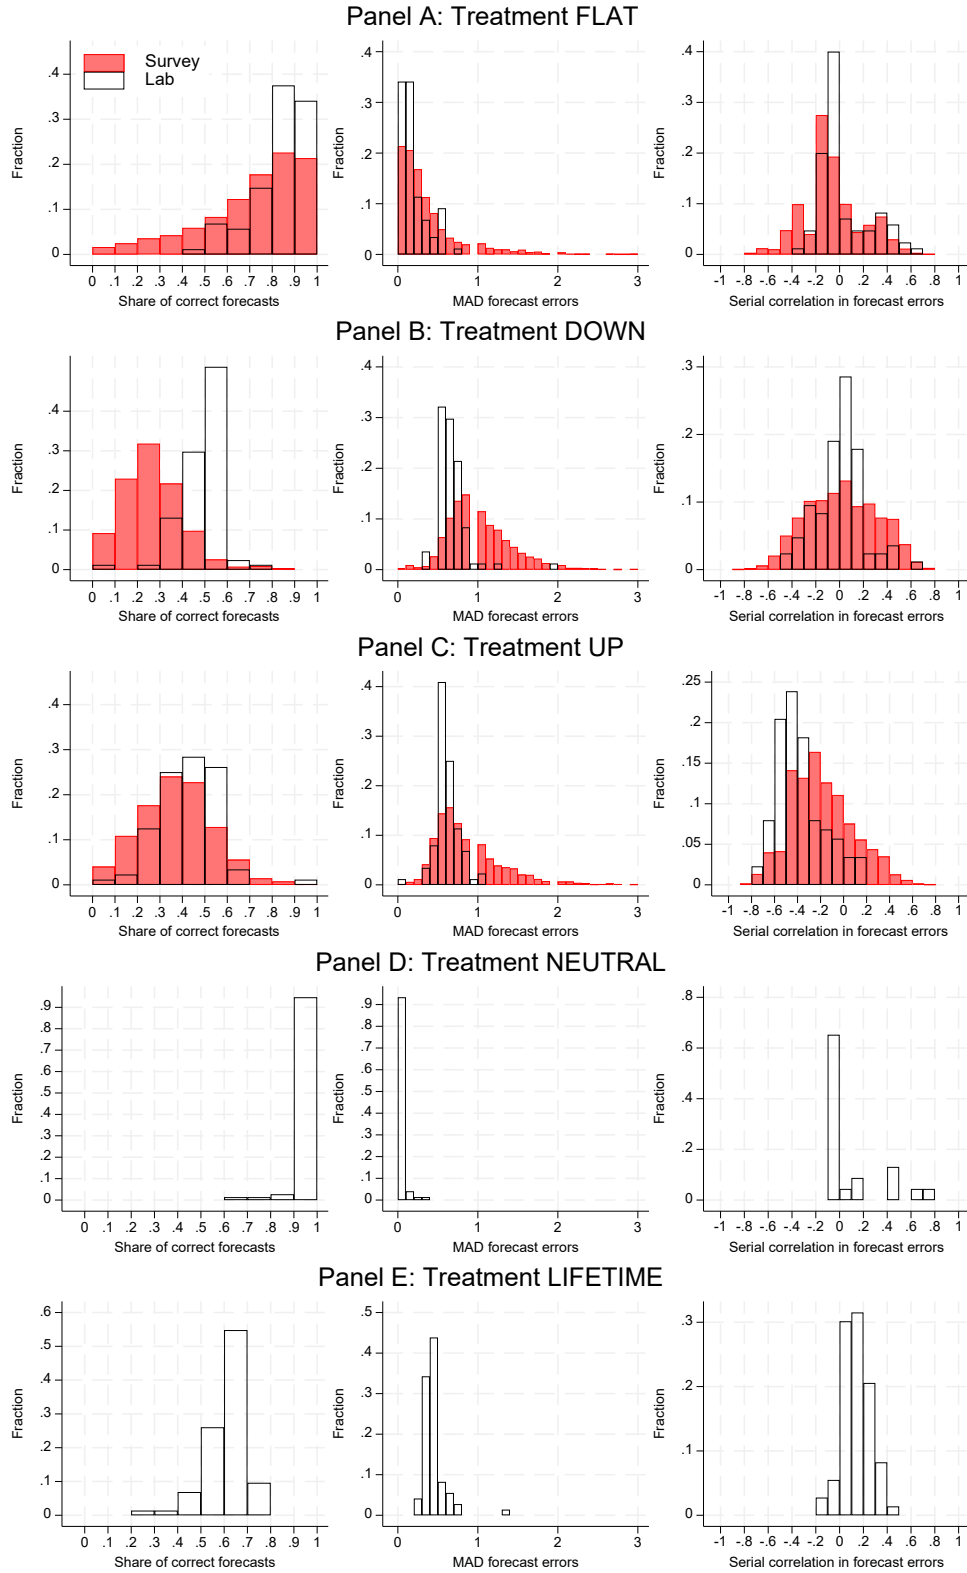 Panel A: Treatment FLAT
Survey
Lab
Fraction
.4
.3
.2
.1
0
0 .1 .2 .3 .4 .5 .6 .7 .8 .9 1
Share of correct forecasts
Fraction
.4
.3
.2
.1
0
0 1 2 3
MAD forecast errors
Fraction
.4
.3
.2
.1
0
-1 -.8 -.6 -.4 -.2 0 .2 .4 .6 .8 1
Serial correlation in forecast errors
Panel B: Treatment DOWN
Fraction
.4
.3
.2
.1
0
0 .1 .2 .3 .4 .5 .6 .7 .8 .9 1
Share of correct forecasts
Fraction
.4
.3
.2
.1
0
0 1 2 3
MAD forecast errors
Fraction
.3
.2
.1
0
-1 -.8 -.6 -.4 -.2 0 .2 .4 .6 .8 1
Serial correlation in forecast errors
Panel C: Treatment UP
Fraction
.4
.3
.2
.1
0
0 .1 .2 .3 .4 .5 .6 .7 .8 .9 1
Share of correct forecasts
Fraction
.4
.3
.2
.1
0
0 1 2 3
MAD forecast errors
Fraction
.25
.2
.15
.1
.05
0
-1 -.8 -.6 -.4 -.2 0 .2 .4 .6 .8 1
Serial correlation in forecast errors
Panel D: Treatment NEUTRAL
Fraction
.9
.8
.7
.6
.5
.4
.3
.2
.1
0
0 .1 .2 .3 .4 .5 .6 .7 .8 .9 1
Share of correct forecasts
Fraction
.9
.8
.7
.6
.5
.4
.3
.2
.1
0
0 1 2 3
MAD forecast errors
Fraction
.8
.6
.4
.2
0
-1 -.8 -.6 -.4 -.2 0 .2 .4 .6 .8 1
Serial correlation in forecast errors
Panel E: Treatment LIFETIME
Fraction
.6
.5
.4
.3
.2
.1
0
0 .1 .2 .3 .4 .5 .6 .7 .8 .9 1
Share of correct forecasts
Fraction
.5
.4
.3
.2
.1
0
0 1 2 3
MAD forecast errors
Fraction
.3
.2
.1
0
-1 -.8 -.6 -.4 -.2 0 .2 .4 .6 .8 1
Serial correlation in forecast errors